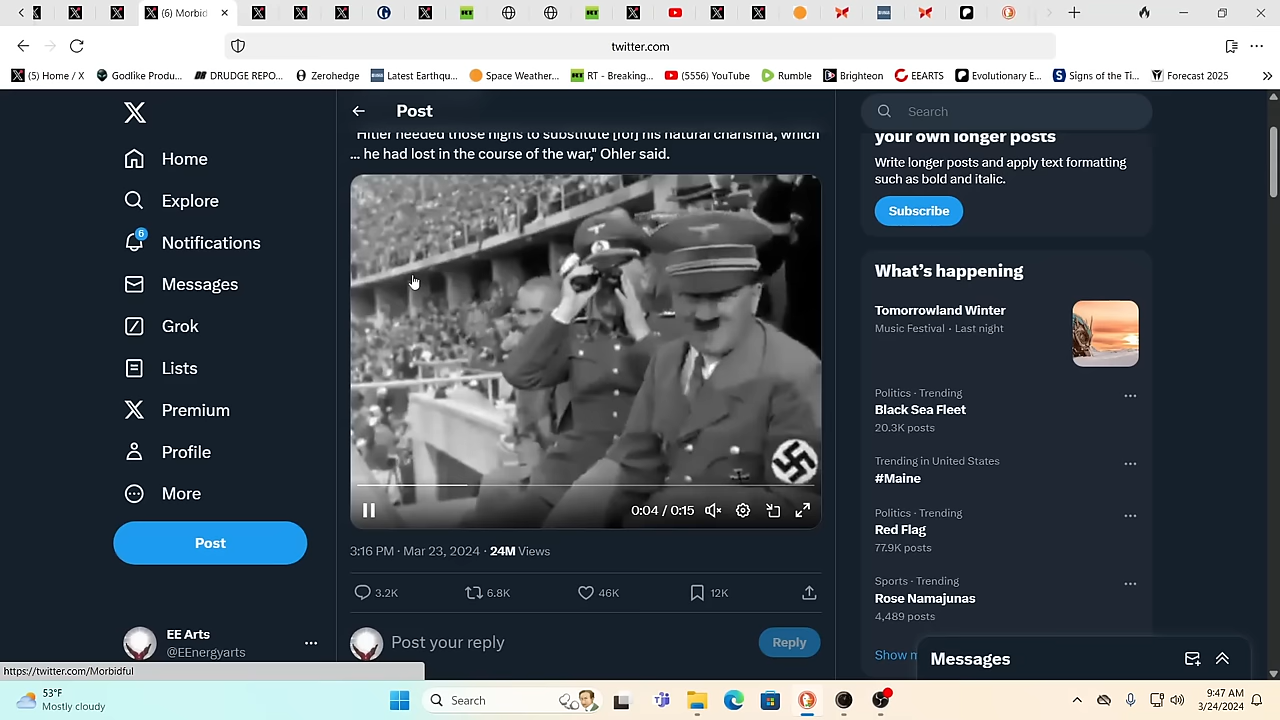 (6) Morbid
twitter.com
(5) Home / X
Godlike Produ...
DRUDGE REPO...
Zerohedge
Latest Earthqu...
Space Weather...
RT - Breaking...
(5556) YouTube
Rumble
Brighteon
EEARTS
Evolutionary E...
Signs of the Ti...
Forecast 2025
Home
Explore
6
Notifications
Messages
Grok
Lists
Premium
Profile
More
Post
EE Arts
@EEnergyarts
https://twitter.com/Morbidful
Post
"Hitler needed those highs to substitute [for] his natural charisma, which
... he had lost in the course of the war," Ohler said.
0:04 / 0:15
3:16 PM · Mar 23, 2024 · 24M Views
3.2K
6.8K
46K
12K
Post your reply
Reply
Search
your own longer posts
Write longer posts and apply text formatting
such as bold and italic.
Subscribe
What's happening
Tomorrowland Winter
Music Festival · Last night
Politics · Trending
Black Sea Fleet
20.3K posts
Trending in United States
#Maine
Politics · Trending
Red Flag
77.9K posts
Sports · Trending
Rose Namajunas
4,489 posts
Show
Messages
53°F
Mostly cloudy
Search
9:47 AM
3/24/2024